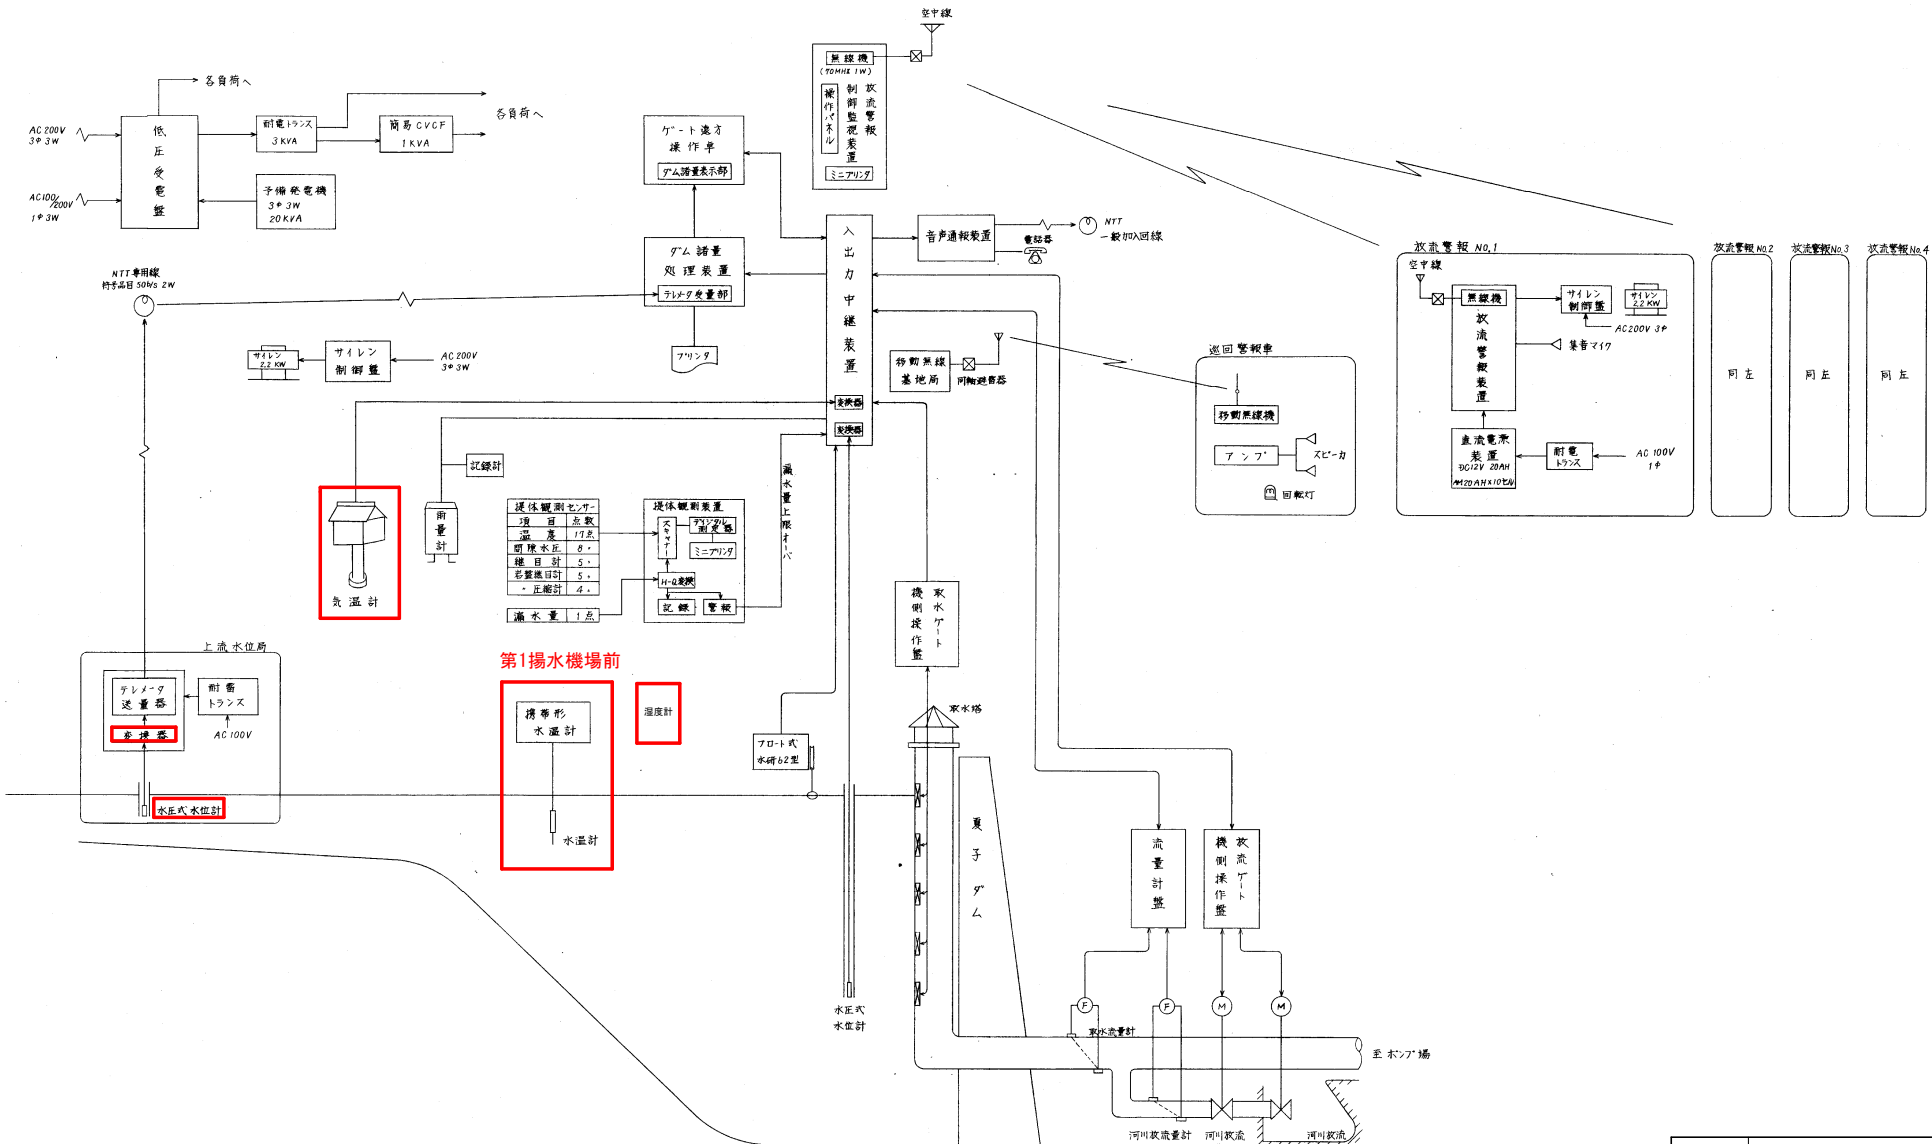 空中線
無線機
(70MHz 1W)
放流警報
制御監視装置
操作パネル
ミニプリンタ
各負荷へ
AC200V
3φ3W
低圧受電盤
耐雷トランス
3KVA
簡易CVCF
1KVA
各負荷へ
AC100/200V
1φ3W
予備発電機
3φ3W
20KVA
ゲート遠方
操作卓
ダム諸量表示部
ダム諸量
処理装置
テレメータ受量部
プリンタ
入出力中継装置
変換器
変換器
音声通報装置
NTT
一般加入回線
電話器
NTT専用線
符号品目50b/s 2W
サイレン
2.2KW
サイレン
制御盤
AC200V
3φ3W
移動無線
基地局
同軸避雷器
巡回警報車
移動無線機
アンプ
スピーカ
回転灯
放流警報 NO.1
空中線
無線機
放流警報装置
サイレン
制御盤
サイレン
2.2KW
AC200V 3φ
集音マイク
直流電源
装置
DC12V 20AH
耐雷
トランス
AC100V
1φ
放流警報No.2
同左
放流警報No.3
同左
放流警報No.4
同左
気温計
雨量計
記録計
堤体観測センサー
項目 点数
温度 17点
間隙水圧 8〃
継目計 5〃
岩盤継目計 5〃
〃圧縮計 4〃
漏水量 1点
堤体観測装置
スキャナー
ディジタル
測定器
ミニプリンタ
H-Q変換
記録
警報
漏水量上限オーバ
上流水位局
テレメータ
送量器
変換器
耐雷
トランス
AC100V
水圧式水位計
第1揚水機場前
携帯形
水温計
水温計
湿度計
フロート式
水研62型
水圧式
水位計
取水ゲート
機側操作盤
取水塔
夏子ダム
流量計盤
放流ゲート
機側操作盤
F
F
M
M
取水流量計
至ポンプ場
河川放流量計
河川放流
河川放流